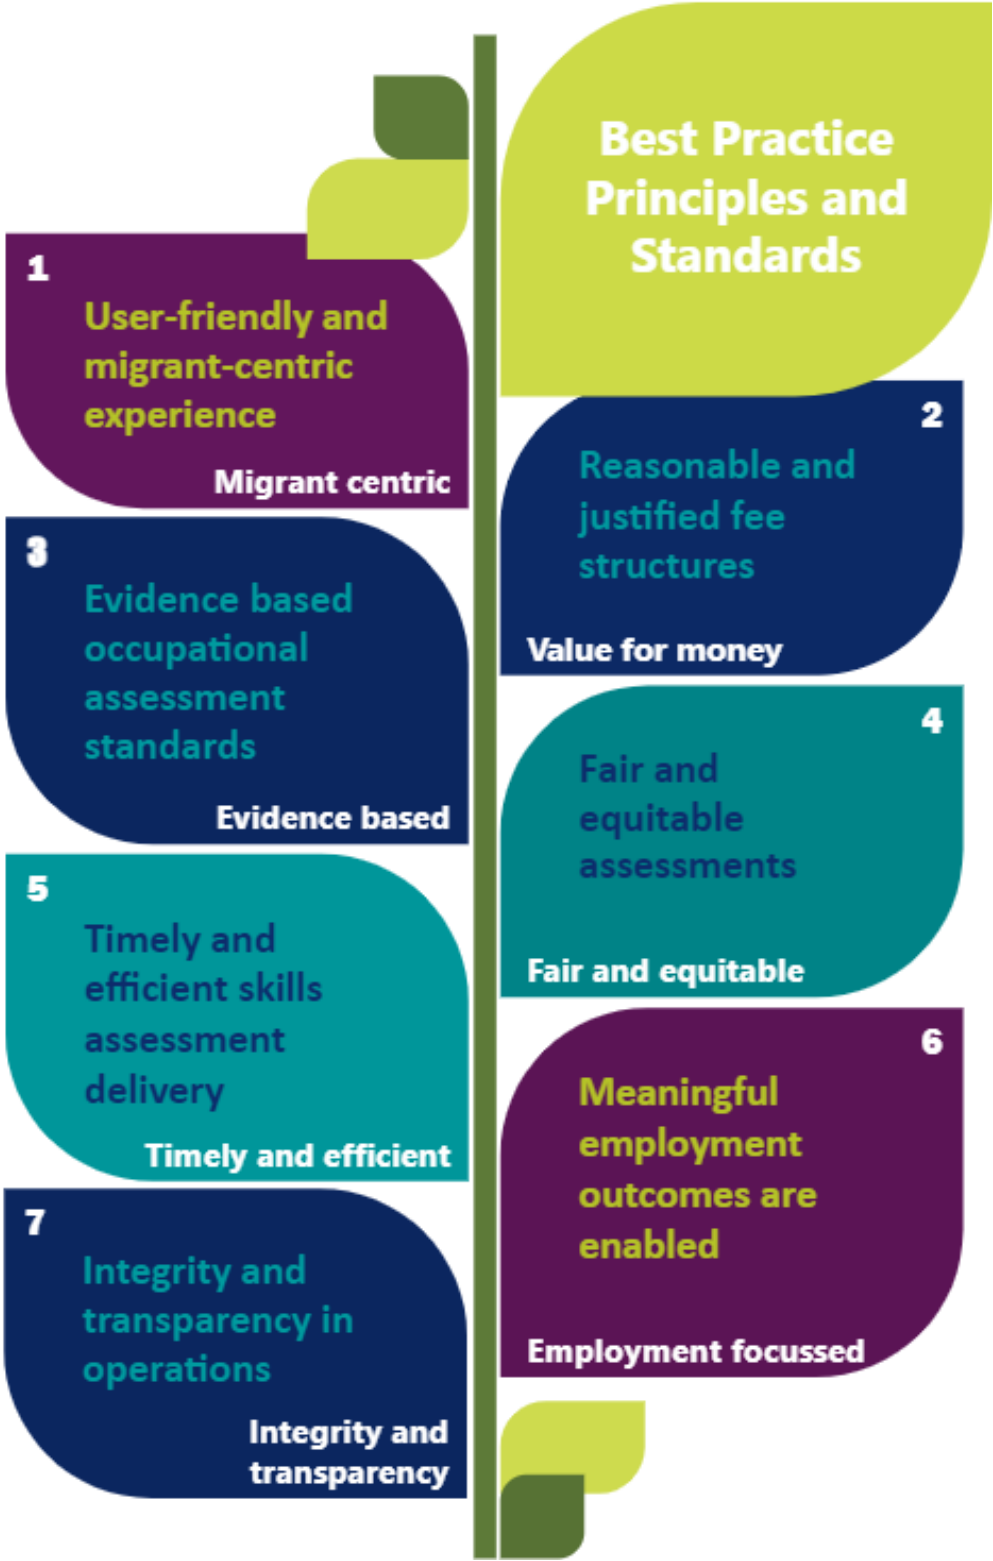 Best Practice
Principles and
Standards
1
User-friendly and
migrant-centric
experience
Migrant centric
2
Reasonable and
justified fee
structures
Value for money
3
Evidence based
occupational
assessment
standards
Evidence based
4
Fair and
equitable
assessments
Fair and equitable
5
Timely and
efficient skills
assessment
delivery
Timely and efficient
6
Meaningful
employment
outcomes are
enabled
Employment focussed
7
Integrity and
transparency in
operations
Integrity and
transparency